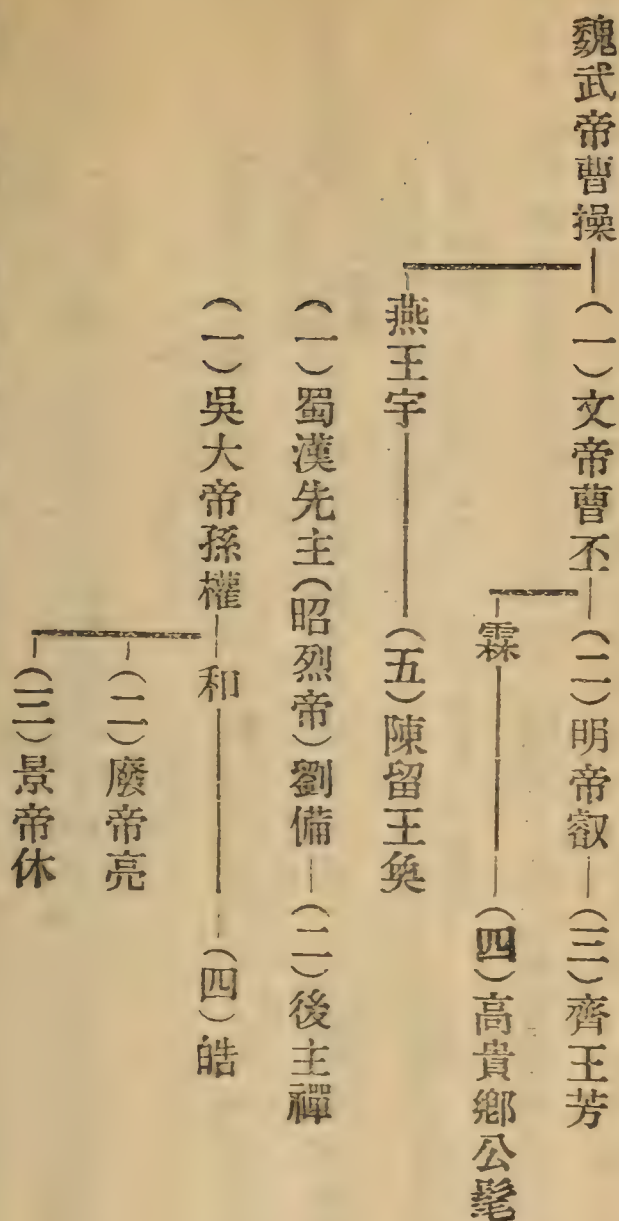 魏武帝曹操
(一)文帝曹丕
(二)明帝叡
(三)齊王芳
霖
(四)高貴鄉公髦
燕王宇
(五)陳留王奐
(一)蜀漢先主(昭烈帝)劉備
(二)後主禪
(一)吳大帝孫權
和
(四)皓
(二)廢帝亮
(三)景帝休